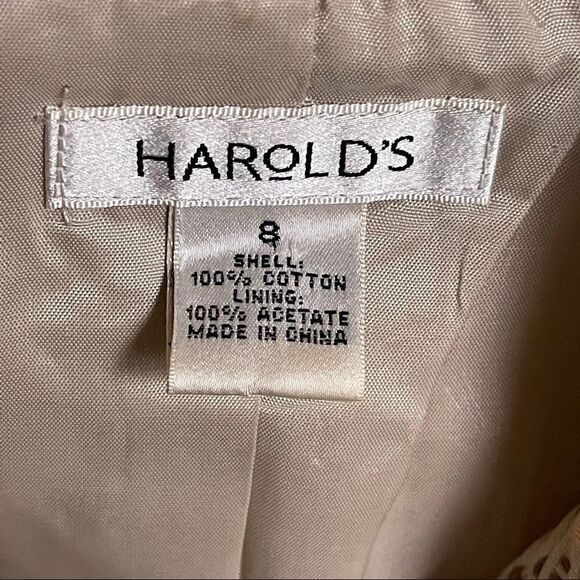 HAROLD'S
8
SHELL:
100% COTTON
LINING:
100% ACETATE
MADE IN CHINA